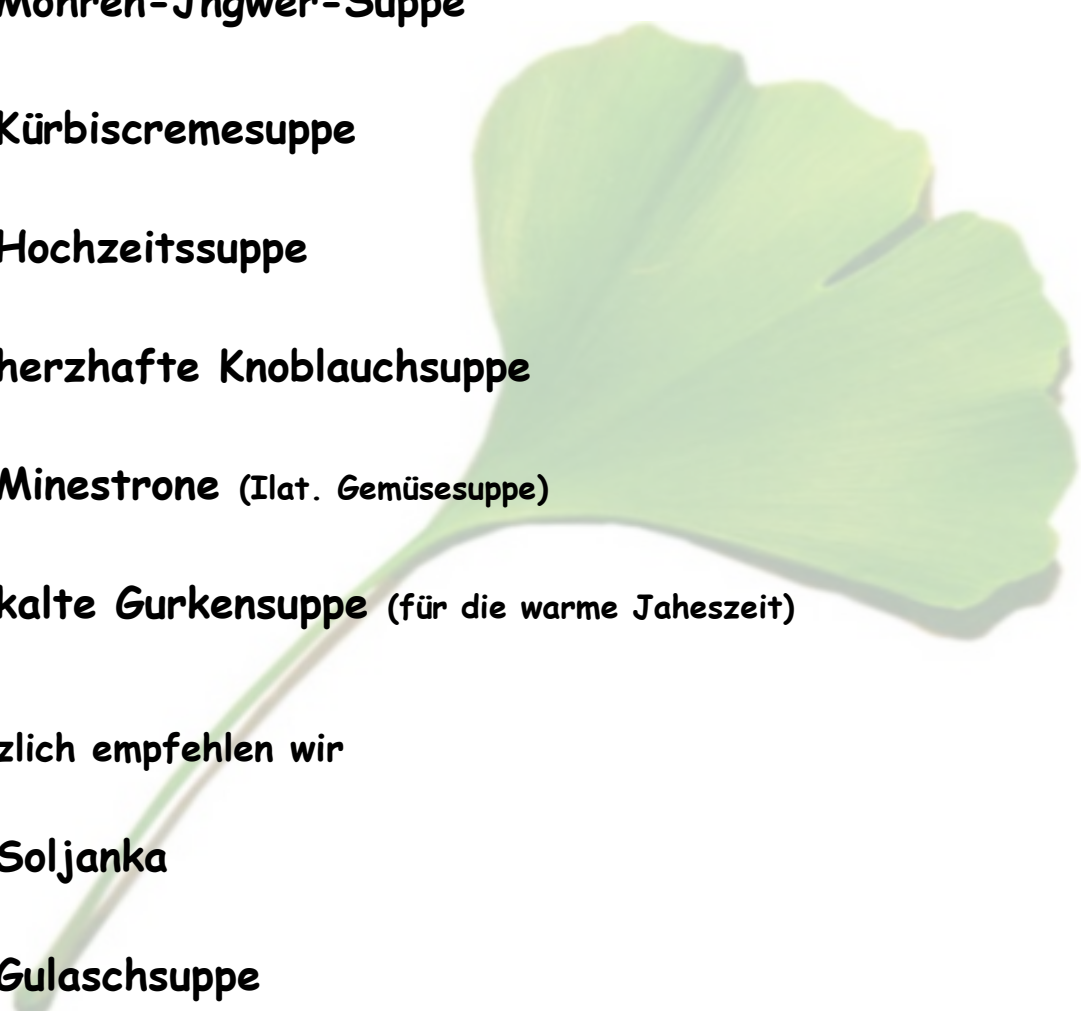 Möhren-Jngwer-Suppe
Kürbiscremesuppe
Hochzeitssuppe
herzhafte Knoblauchsuppe
Minestrone (Ilat. Gemüsesuppe)
kalte Gurkensuppe (für die warme Jaheszeit)
zlich empfehlen wir
Soljanka
Gulaschsuppe